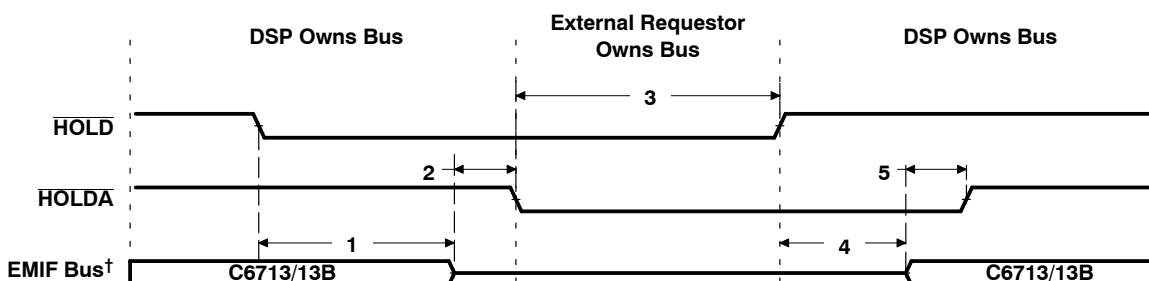 DSP Owns Bus
External Requestor
Owns Bus
DSP Owns Bus
3
HOLD
2
5
HOLDA
1
4
EMIF Bus†
C6713/13B
C6713/13B